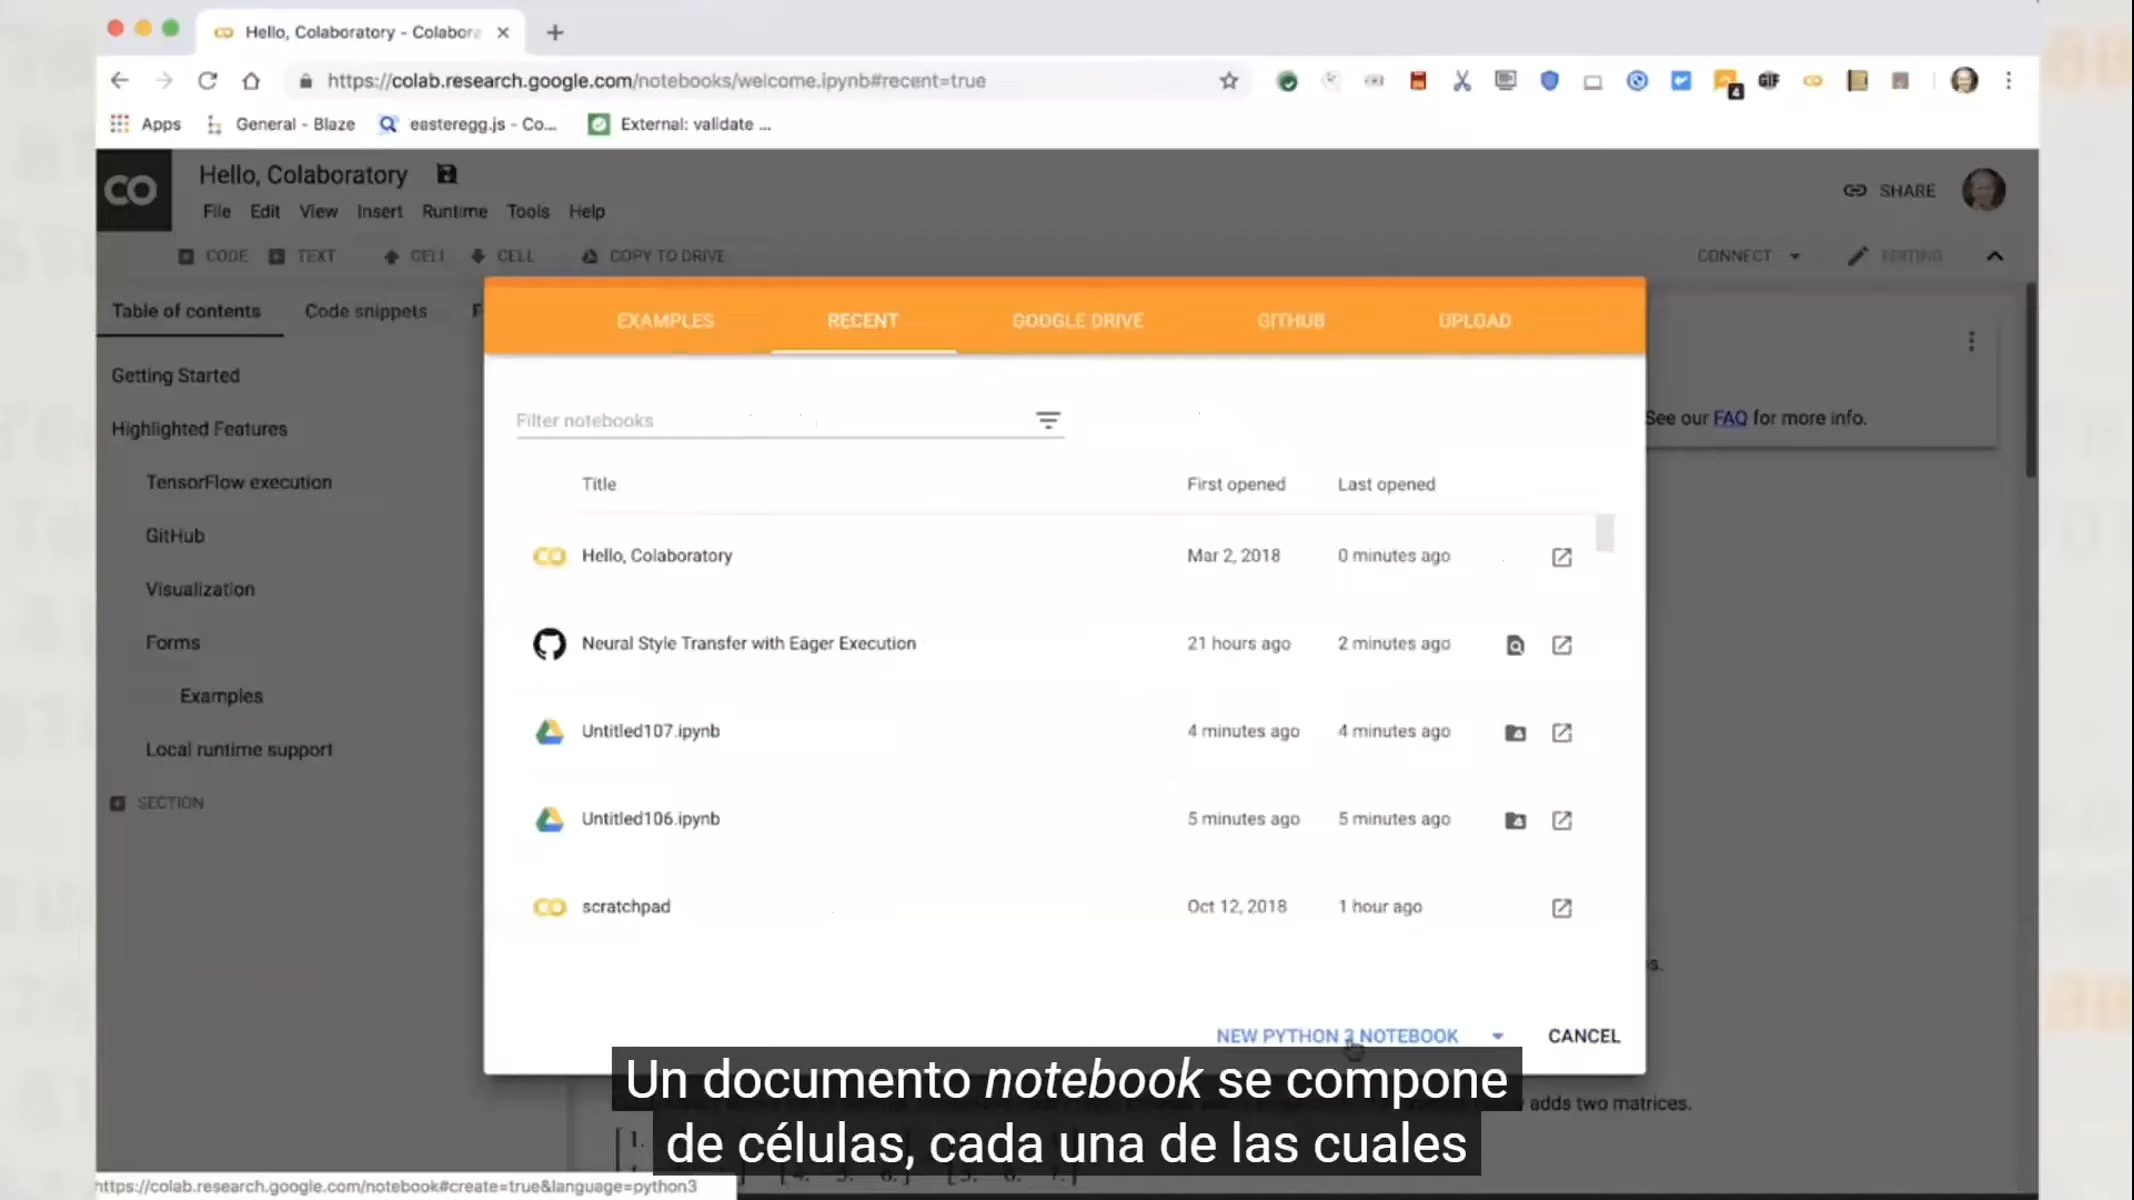 Hello, Colaboratory - Colabora
https://colab.research.google.com/notebooks/welcome.ipynb#recent=true
4
GIF
Apps
General - Blaze
easteregg.js - Co...
External: validate ...
CO
Hello, Colaboratory
SHARE
File Edit View Insert Runtime Tools Help
CODE TEXT CELL CELL COPY TO DRIVE
CONNECT EDITING
Table of contents
Code snippets
F
EXAMPLES RECENT GOOGLE DRIVE GITHUB UPLOAD
Getting Started
Filter notebooks
See our FAQ for more info.
Highlighted Features
TensorFlow execution
Title First opened Last opened
GitHub
Hello, Colaboratory Mar 2, 2018 0 minutes ago
Visualization
Forms
Neural Style Transfer with Eager Execution 21 hours ago 2 minutes ago
Examples
Untitled107.ipynb 4 minutes ago 4 minutes ago
Local runtime support
SECTION
Untitled106.ipynb 5 minutes ago 5 minutes ago
scratchpad Oct 12, 2018 1 hour ago
s.
NEW PYTHON 3 NOTEBOOK
CANCEL
Un documento notebook se compone
adds two matrices.
de células, cada una de las cuales
https://colab.research.google.com/notebook#create=true&language=python3